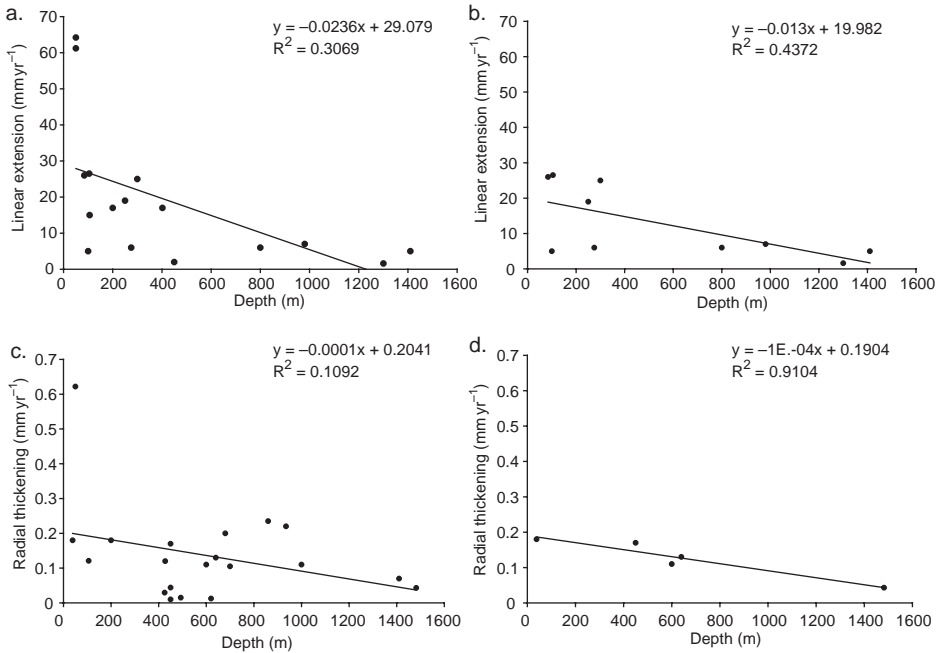 a.
y = –0.0236x + 29.079
R² = 0.3069
Linear extension (mm yr⁻¹)
70
60
50
40
30
20
10
0
0 200 400 600 800 1000 1200 1400 1600
Depth (m)
b.
y = –0.013x + 19.982
R² = 0.4372
Linear extension (mm yr⁻¹)
70
60
50
40
30
20
10
0
0 200 400 600 800 1000 1200 1400 1600
Depth (m)
c.
y = –0.0001x + 0.2041
R² = 0.1092
Radial thickening (mm yr⁻¹)
0.7
0.6
0.5
0.4
0.3
0.2
0.1
0
0 200 400 600 800 1000 1200 1400 1600
Depth (m)
d.
y = –1E.-04x + 0.1904
R² = 0.9104
Radial thickening (mm yr⁻¹)
0.7
0.6
0.5
0.4
0.3
0.2
0.1
0
0 200 400 600 800 1000 1200 1400 1600
Depth (m)